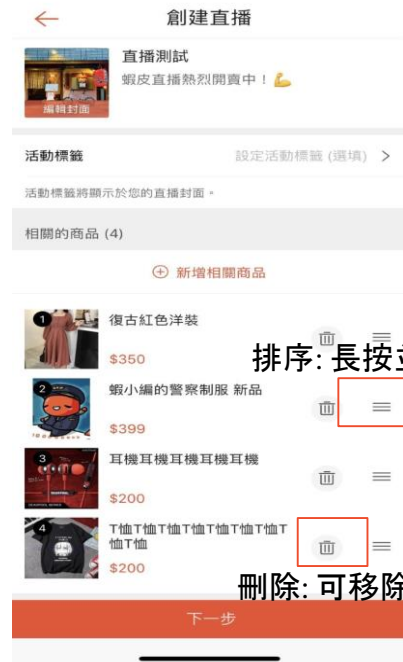 創建直播
直播測試
蝦皮直播熱烈開賣中！💪
編輯封面
活動標籤
設定活動標籤 (選填)
活動標籤將顯示於您的直播封面。
相關的商品 (4)
新增相關商品
1
復古紅色洋裝
$350
排序: 長按並
2
蝦小編的警察制服 新品
$399
3
耳機耳機耳機耳機耳機
$200
4
T恤T恤T恤T恤T恤T恤T恤T
恤T恤
$200
刪除: 可移除
下一步